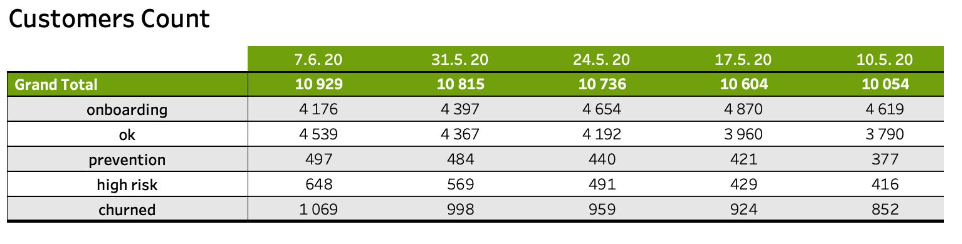 Customers Count
7.6. 20 31.5. 20 24.5. 20 17.5. 20 10.5. 20
Grand Total 10 929 10 815 10 736 10 604 10 054
onboarding 4 176 4 397 4 654 4 870 4 619
ok 4 539 4 367 4 192 3 960 3 790
prevention 497 484 440 421 377
high risk 648 569 491 429 416
churned 1 069 998 959 924 852